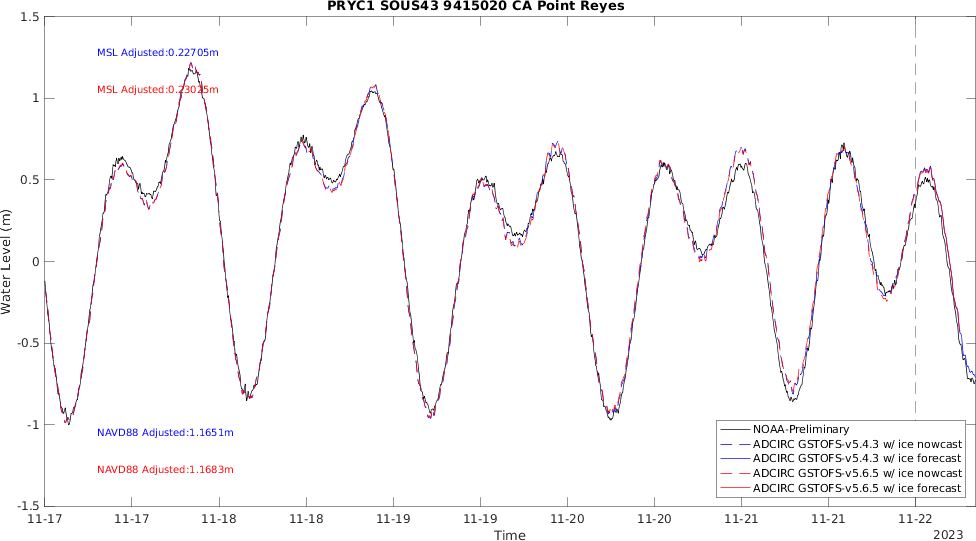 PRYC1 SOUS43 9415020 CA Point Reyes
1.5
MSL Adjusted:0.22705m
MSL Adjusted:0.23025m
1
0.5
Water Level (m)
0
-0.5
-1
NAVD88 Adjusted:1.1651m
NAVD88 Adjusted:1.1683m
NOAA-Preliminary
ADCIRC GSTOFS-v5.4.3 w/ ice nowcast
ADCIRC GSTOFS-v5.4.3 w/ ice forecast
ADCIRC GSTOFS-v5.6.5 w/ ice nowcast
ADCIRC GSTOFS-v5.6.5 w/ ice forecast
-1.5
11-17 11-17 11-18 11-18 11-19 11-19 11-20 11-20 11-21 11-21 11-22
Time
2023